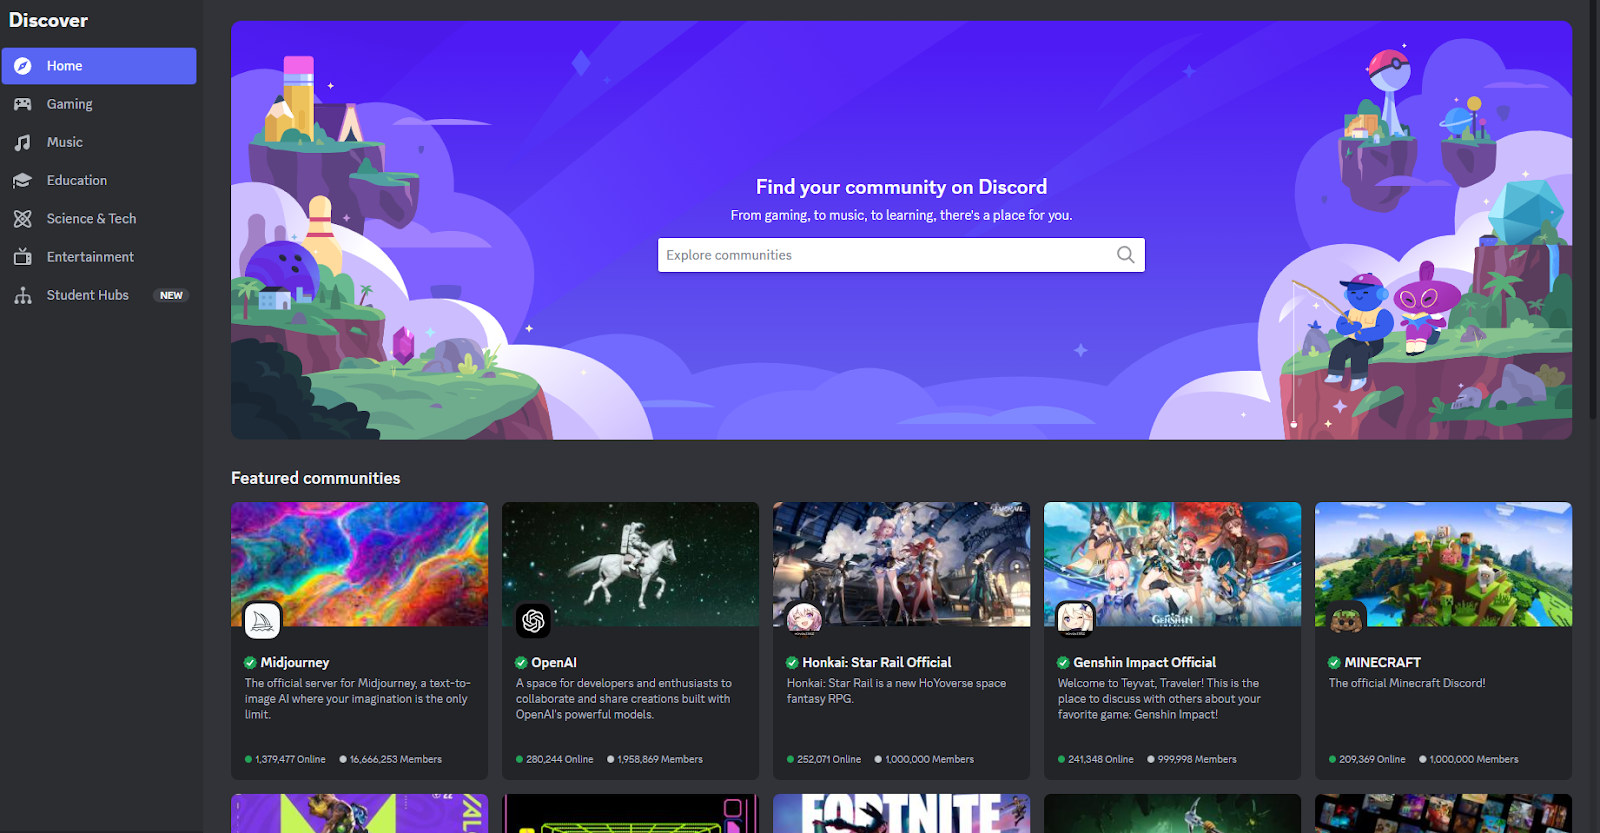 Discover
Home
Gaming
Music
Education
Science & Tech
Entertainment
Student Hubs NEW
Find your community on Discord
From gaming, to music, to learning, there's a place for you.
Explore communities
Featured communities
Midjourney
The official server for Midjourney, a text-to-
image AI where your imagination is the only
limit.
1,379,477 Online 16,666,253 Members
OpenAI
A space for developers and enthusiasts to
collaborate and share creations built with
OpenAI's powerful models.
280,244 Online 1,958,869 Members
Honkai: Star Rail Official
Honkai: Star Rail is a new HoYoverse space
fantasy RPG.
252,071 Online 1,000,000 Members
GENSHIN
Genshin Impact Official
Welcome to Teyvat, Traveler! This is the
place to discuss with others about your
favorite game: Genshin Impact!
241,348 Online 999,998 Members
MINECRAFT
The official Minecraft Discord!
209,369 Online 1,000,000 Members
FORTNITE